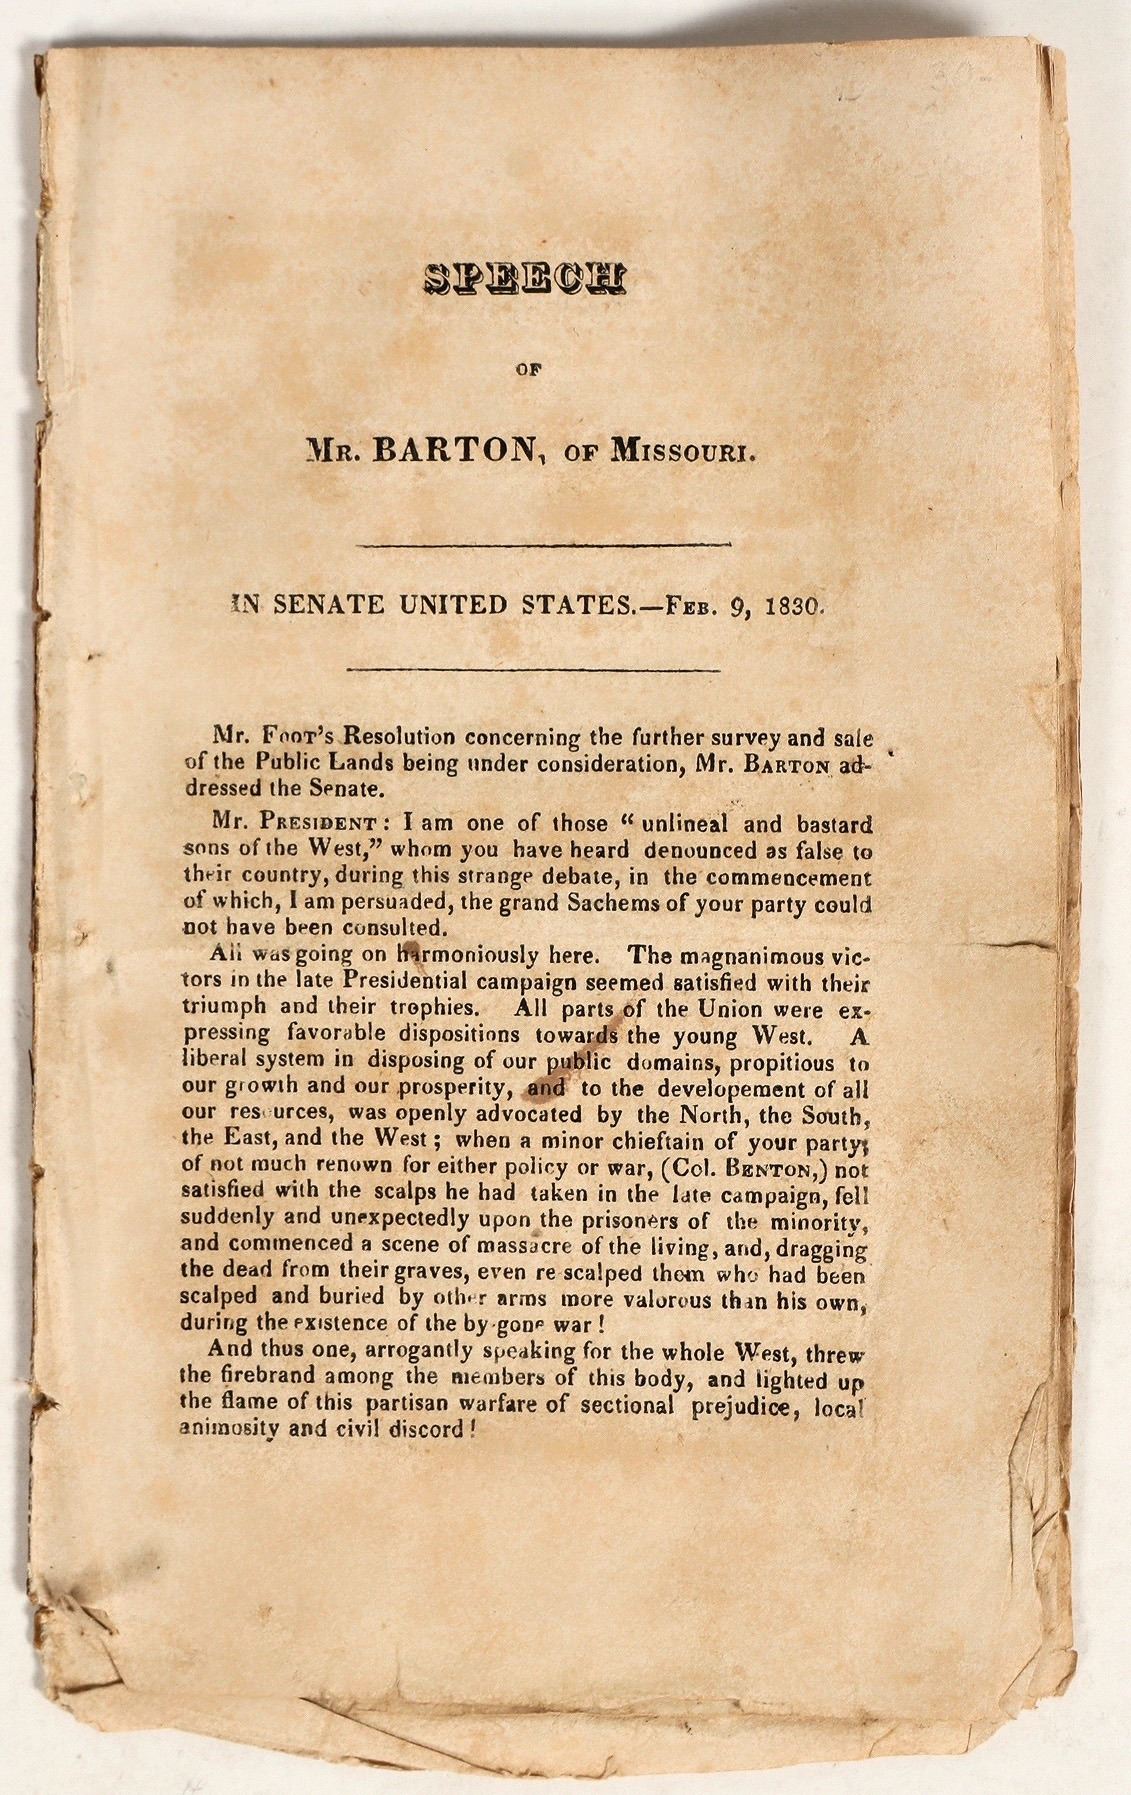 SPEECH
OF
MR. BARTON, OF MISSOURI.
IN SENATE UNITED STATES.—FEB. 9, 1830.
Mr. FOOT's Resolution concerning the further survey and sale
of the Public Lands being under consideration, Mr. BARTON ad-
dressed the Senate.
Mr. PRESIDENT: I am one of those "unlineal and bastard
sons of the West," whom you have heard denounced as false to
their country, during this strange debate, in the commencement
of which, I am persuaded, the grand Sachems of your party could
not have been consulted.
All was going on harmoniously here. The magnanimous vic-
tors in the late Presidential campaign seemed satisfied with their
triumph and their trophies. All parts of the Union were ex-
pressing favorable dispositions towards the young West. A
liberal system in disposing of our public domains, propitious to
our growth and our prosperity, and to the developement of all
our resources, was openly advocated by the North, the South,
the East, and the West; when a minor chieftain of your party,
of not much renown for either policy or war, (Col. BENTON,) not
satisfied with the scalps he had taken in the late campaign, fell
suddenly and unexpectedly upon the prisoners of the minority,
and commenced a scene of massacre of the living, and, dragging
the dead from their graves, even re-scalped them who had been
scalped and buried by other arms more valorous than his own,
during the existence of the by-gone war!
And thus one, arrogantly speaking for the whole West, threw
the firebrand among the members of this body, and lighted up
the flame of this partisan warfare of sectional prejudice, local
animosity and civil discord!